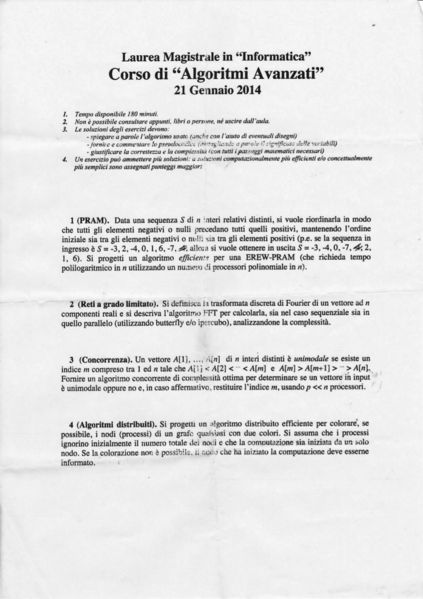 Laurea Magistrale in “Informatica”
Corso di “Algoritmi Avanzati”
21 Gennaio 2014
1. Tempo disponibile 180 minuti.
2. Non è possibile consultare appunti, libri o persone, né uscire dall'aula.
3. Le soluzioni degli esercizi devono:
- spiegare a parole l'algoritmo usato (anche con l'aiuto di eventuali disegni)
- fornire e commentare lo pseudocodice (spiegando a parole il significato delle variabili)
- giustificare la correttezza e la complessità (con tutti i passaggi matematici necessari)
4. Un esercizio può ammettere più soluzioni: a soluzioni computazionalmente più efficienti e/o concettualmente
più semplici sono assegnati punteggi maggiori
1 (PRAM). Data una sequenza S di n interi relativi distinti, si vuole riordinarla in modo
che tutti gli elementi negativi o nulli precedano tutti quelli positivi, mantenendo l'ordine
iniziale sia tra gli elementi negativi o nulli sia tra gli elementi positivi (p.e. se la sequenza in
ingresso è S = -3, 2, -4, 0, 1, 6, -7, allora si vuole ottenere in uscita S = -3, -4, 0, -7, 2,
1, 6). Si progetti un algoritmo efficiente per una EREW-PRAM (che richieda tempo
polilogaritmico in n utilizzando un numero di processori polinomiale in n).
2 (Reti a grado limitato). Si definisca la trasformata discreta di Fourier di un vettore ad n
componenti reali e si descriva l'algoritmo FFT per calcolarla, sia nel caso sequenziale sia in
quello parallelo (utilizzando butterfly e/o ipercubo), analizzandone la complessità.
3 (Concorrenza). Un vettore A[1], ..., A[n] di n interi distinti è unimodale se esiste un
indice m compreso tra 1 ed n tale che A[1] < A[2] < ··· < A[m] e A[m] > A[m+1] > ··· > A[n].
Fornire un algoritmo concorrente di complessità ottima per determinare se un vettore in input
è unimodale oppure no e, in caso affermativo, restituire l'indice m, usando p << n processori.
4 (Algoritmi distribuiti). Si progetti un algoritmo distribuito efficiente per colorare, se
possibile, i nodi (processi) di un grafo qualsiasi con due colori. Si assuma che i processi
ignorino inizialmente il numero totale dei nodi e che la computazione sia iniziata da un solo
nodo. Se la colorazione non è possibile, il nodo che ha iniziato la computazione deve esserne
informato.